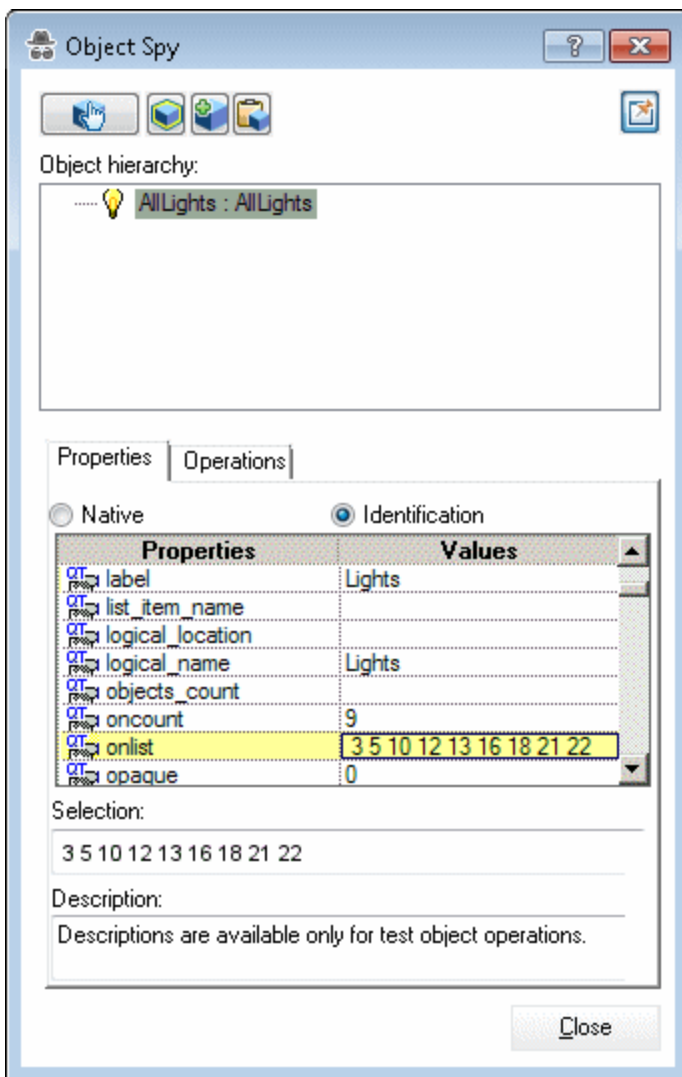 Object Spy
Object hierarchy:
AllLights : AllLights
Properties Operations
Native Identification
Properties Values
label Lights
list_item_name
logical_location
logical_name Lights
objects_count
oncount 9
onlist 3 5 10 12 13 16 18 21 22
opaque 0
Selection:
3 5 10 12 13 16 18 21 22
Description:
Descriptions are available only for test object operations.
Close